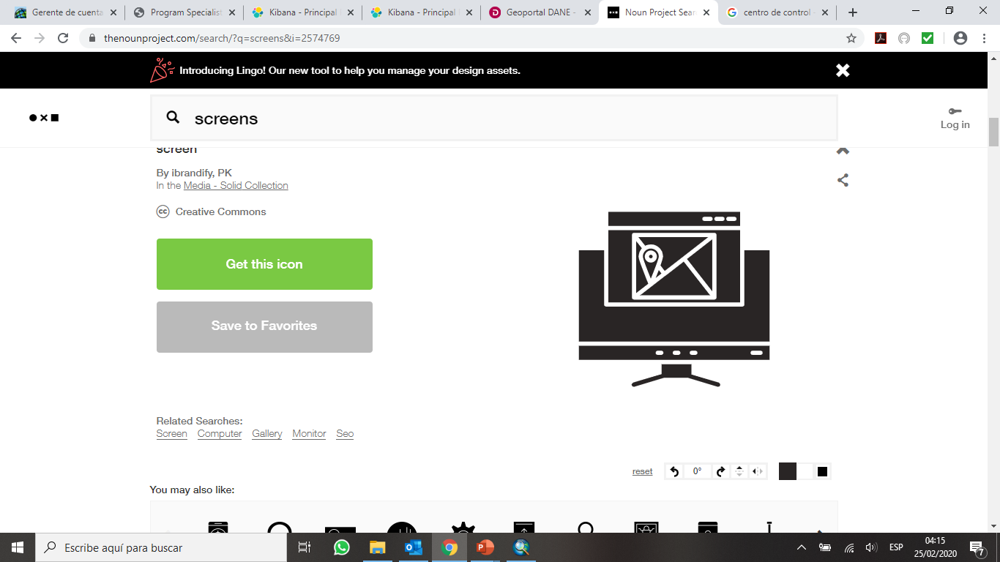 Gerente de cuenta
Program Specialist
Kibana - Principal
Kibana - Principal
Geoportal DANE -
Noun Project Sear
centro de control -
thenounproject.com/search/?q=screens&i=2574769
Introducing Lingo! Our new tool to help you manage your design assets.
screens
Log in
screen
By ibrandify, PK
In the Media - Solid Collection
cc Creative Commons
Get this icon
Save to Favorites
Related Searches:
Screen Computer Gallery Monitor Seo
reset 0°
You may also like:
Escribe aquí para buscar
ESP
04:15
25/02/2020
7